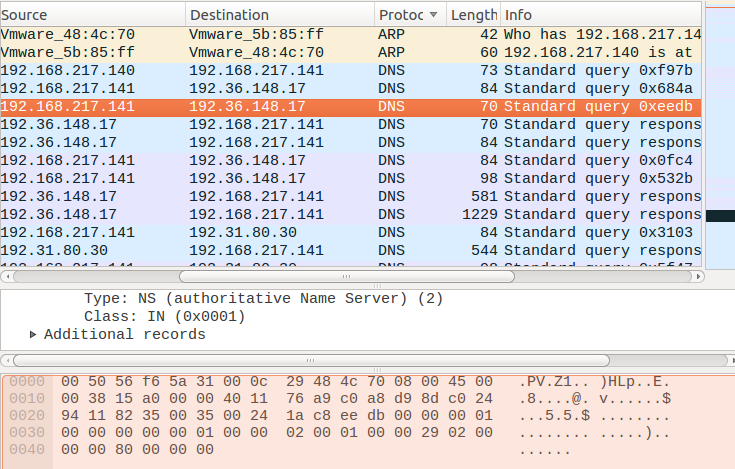 Source Destination Protoc Length Info
Vmware_48:4c:70 Vmware_5b:85:ff ARP 42 Who has 192.168.217.14
Vmware_5b:85:ff Vmware_48:4c:70 ARP 60 192.168.217.140 is at
192.168.217.140 192.168.217.141 DNS 73 Standard query 0xf97b
192.168.217.141 192.36.148.17 DNS 84 Standard query 0x684a
192.168.217.141 192.36.148.17 DNS 70 Standard query 0xeedb
192.36.148.17 192.168.217.141 DNS 70 Standard query respons
192.36.148.17 192.168.217.141 DNS 84 Standard query respons
192.168.217.141 192.36.148.17 DNS 84 Standard query 0x0fc4
192.168.217.141 192.36.148.17 DNS 98 Standard query 0x532b
192.36.148.17 192.168.217.141 DNS 581 Standard query respons
192.36.148.17 192.168.217.141 DNS 1229 Standard query respons
192.168.217.141 192.31.80.30 DNS 84 Standard query 0x3103
192.31.80.30 192.168.217.141 DNS 544 Standard query respons
Type: NS (authoritative Name Server) (2)
Class: IN (0x0001)
Additional records
0000 00 50 56 f6 5a 31 00 0c 29 48 4c 70 08 00 45 00 .PV.Z1.. )HLp..E.
0010 00 38 15 a0 00 00 40 11 76 a9 c0 a8 d9 8d c0 24 .8....@. v......$
0020 94 11 82 35 00 35 00 24 1a c8 ee db 00 00 00 01 ...5.5.$ ........
0030 00 00 00 00 00 01 00 00 02 00 01 00 00 29 02 00 ........ .....)..
0040 00 00 80 00 00 00 ......